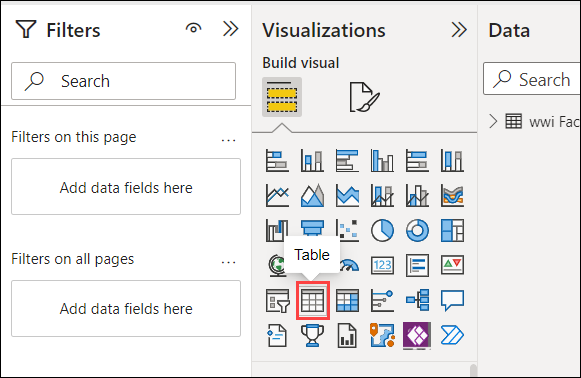 Filters
Search
Filters on this page
...
Add data fields here
Filters on all pages
...
Add data fields here
Visualizations
Build visual
Table
123
Data
Search
wwi Fac